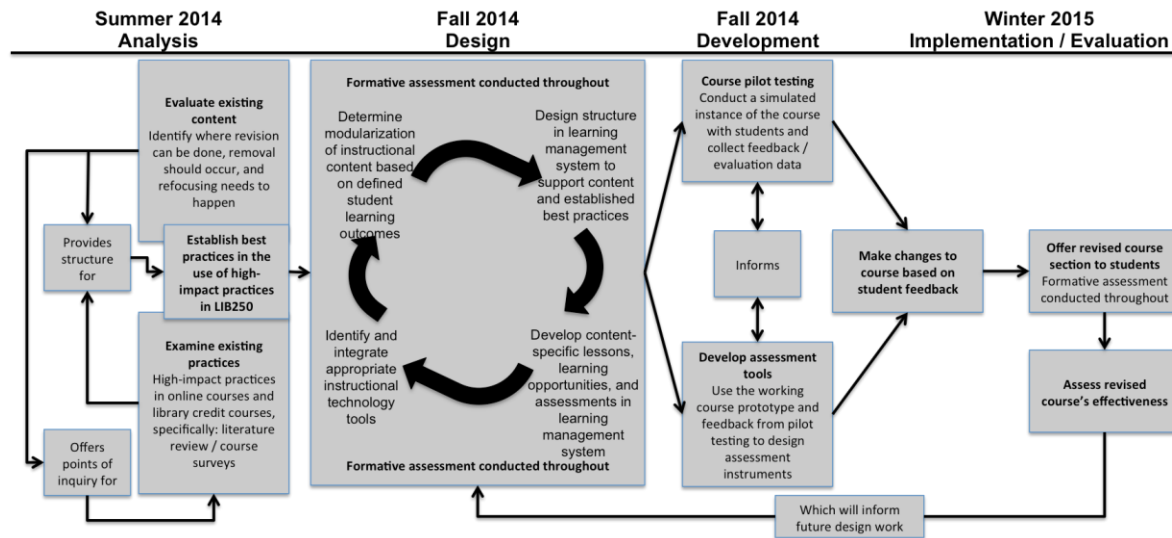 Summer 2014
Analysis
Fall 2014
Design
Fall 2014
Development
Winter 2015
Implementation / Evaluation
Evaluate existing
content
Identify where revision
can be done, removal
should occur, and
refocusing needs to
happen
Provides
structure
for
Establish best
practices in the
use of high-
impact practices
in LIB250
Examine existing
practices
High-impact practices
in online courses and
library credit courses,
specifically: literature
review / course
surveys
Offers
points of
inquiry for
Formative assessment conducted throughout
Determine
modularization
of instructional
content based
on defined
student
learning
outcomes
Design structure
in learning
management
system to
support content
and established
best practices
Identify and
integrate
appropriate
instructional
technology tools
Develop content-
specific lessons,
learning
opportunities, and
assessments in
learning
management
system
Formative assessment conducted throughout
Course pilot testing
Conduct a simulated
instance of the course
with students and
collect feedback /
evaluation data
Informs
Develop assessment
tools
Use the working
course prototype and
feedback from pilot
testing to design
assessment
instruments
Make changes to
course based on
student feedback
Offer revised course
section to students
Formative assessment
conducted throughout
Assess revised
course's effectiveness
Which will inform
future design work